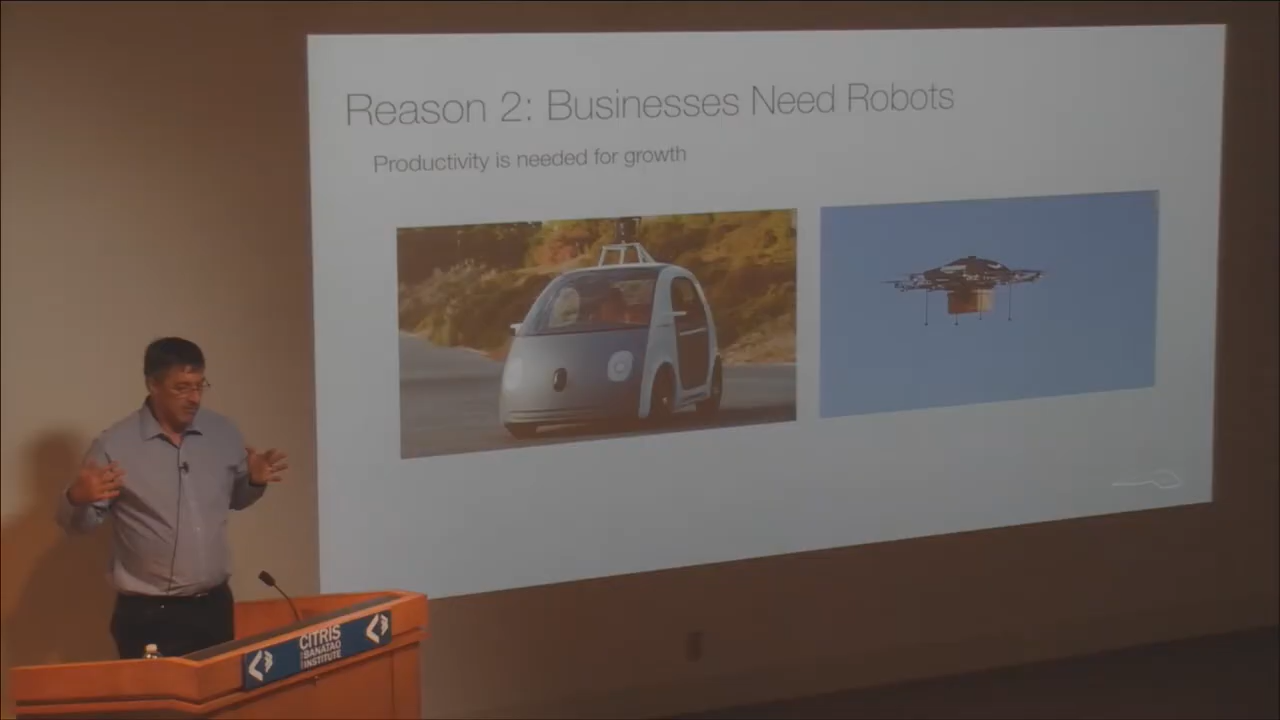 Reason 2: Businesses Need Robots
Productivity is needed for growth
CITRIS
BANATAO
INSTITUTE